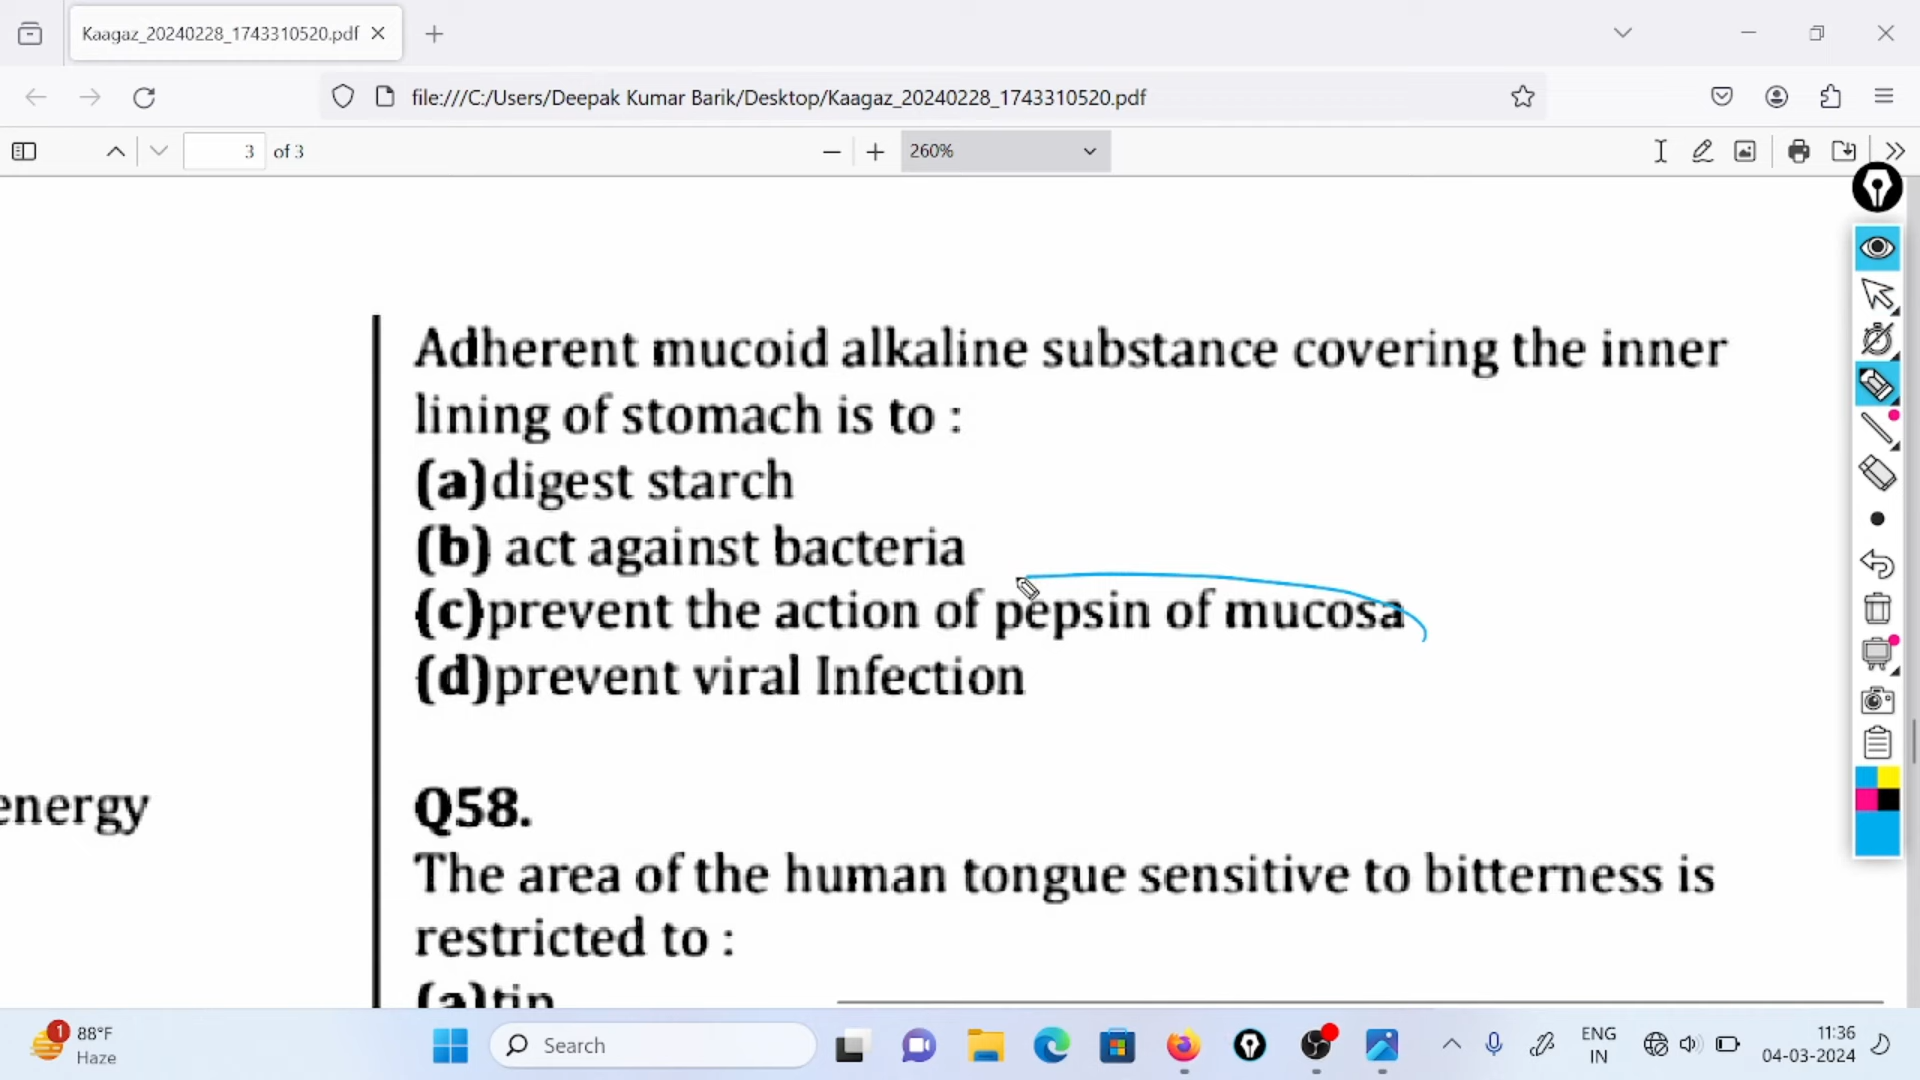 Kaagaz_20240228_1743310520.pdf
file:///C:/Users/Deepak Kumar Barik/Desktop/Kaagaz_20240228_1743310520.pdf
3 of 3
260%
Adherent mucoid alkaline substance covering the inner
lining of stomach is to :
(a)digest starch
(b) act against bacteria
(c)prevent the action of pepsin of mucosa
(d)prevent viral Infection
energy
Q58.
The area of the human tongue sensitive to bitterness is
restricted to :
(a)tip
1
88°F
Haze
Search
ENG
IN
11:36
04-03-2024